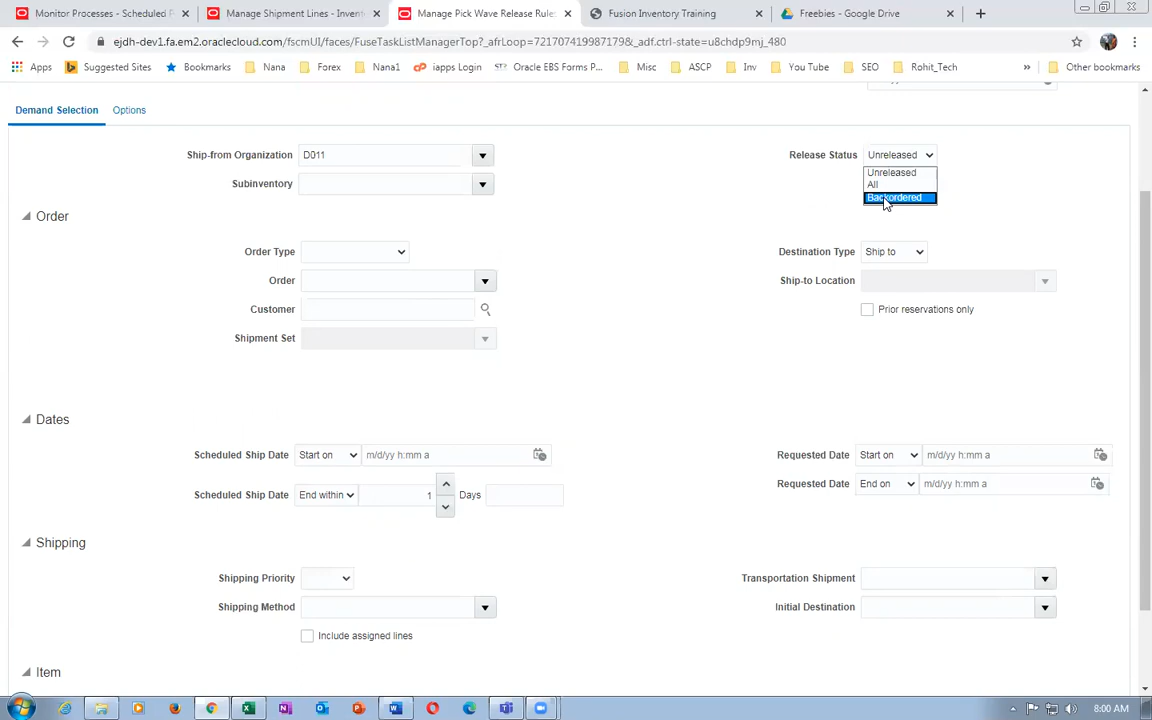 Monitor Processes - Scheduled P
Manage Shipment Lines - Invent
Manage Pick Wave Release Rules
Fusion Inventory Training
Freebies - Google Drive
ejdh-dev1.fa.em2.oraclecloud.com/fscmUI/faces/FuseTaskListManagerTop?_afrLoop=7217074199871798&_adf.ctrl-state=u8chdp9mj_480
Apps
Suggested Sites
Bookmarks
Nana
Forex
Nana1
iapps Login
Oracle EBS Forms P...
Misc
ASCP
Inv
You Tube
SEO
Rohit_Tech
»
Other bookmarks
Demand Selection
Options
Ship-from Organization
D011
Release Status
Unreleased
Unreleased
All
Backordered
Subinventory
Order
Order Type
Destination Type
Ship to
Order
Ship-to Location
Customer
Prior reservations only
Shipment Set
Dates
Scheduled Ship Date
Start on
m/d/yy h:mm a
Requested Date
Start on
m/d/yy h:mm a
Scheduled Ship Date
End within
1
Days
Requested Date
End on
m/d/yy h:mm a
Shipping
Shipping Priority
Transportation Shipment
Shipping Method
Initial Destination
Include assigned lines
Item
8:00 AM